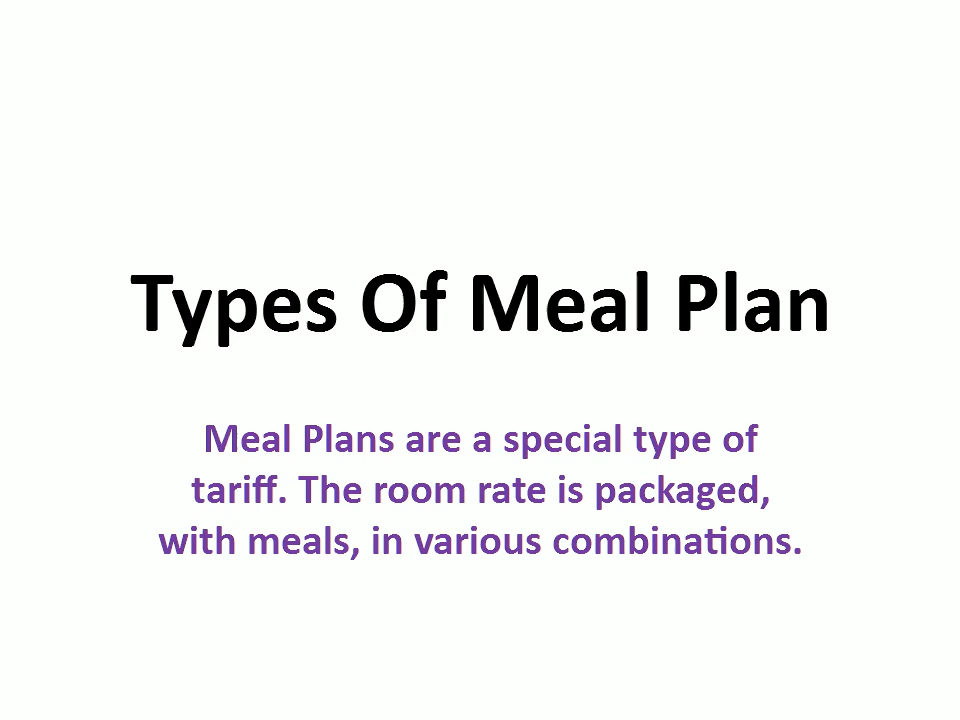 Types Of Meal Plan
Meal Plans are a special type of
tariff. The room rate is packaged,
with meals, in various combinations.